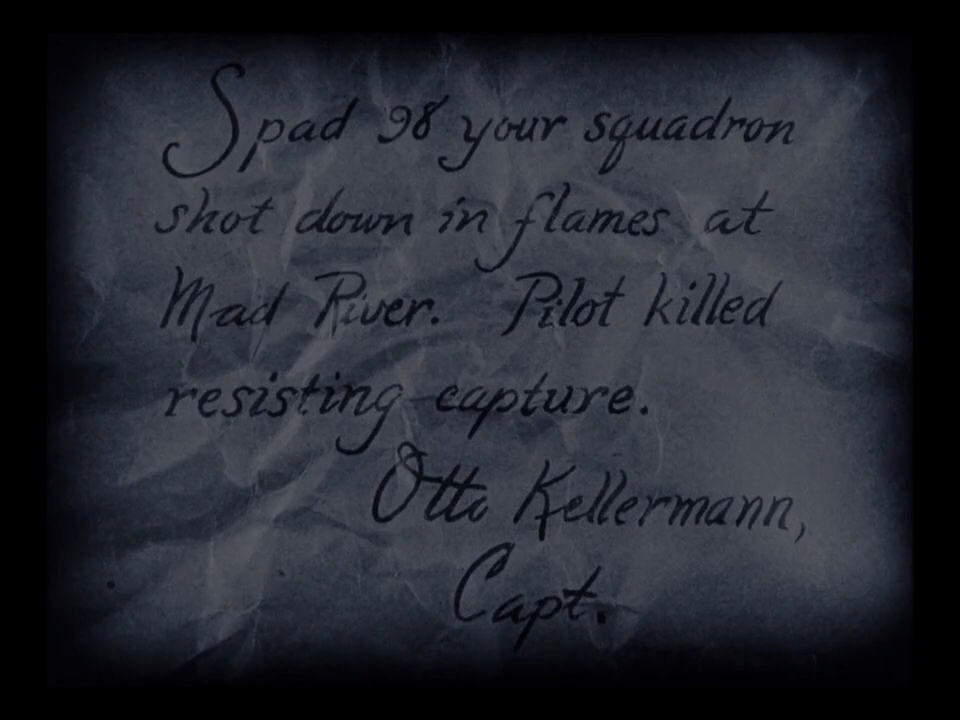 Spad 98 your squadron
shot down in flames at
Mad River. Pilot killed
resisting capture.
Otto Kellermann,
Capt.